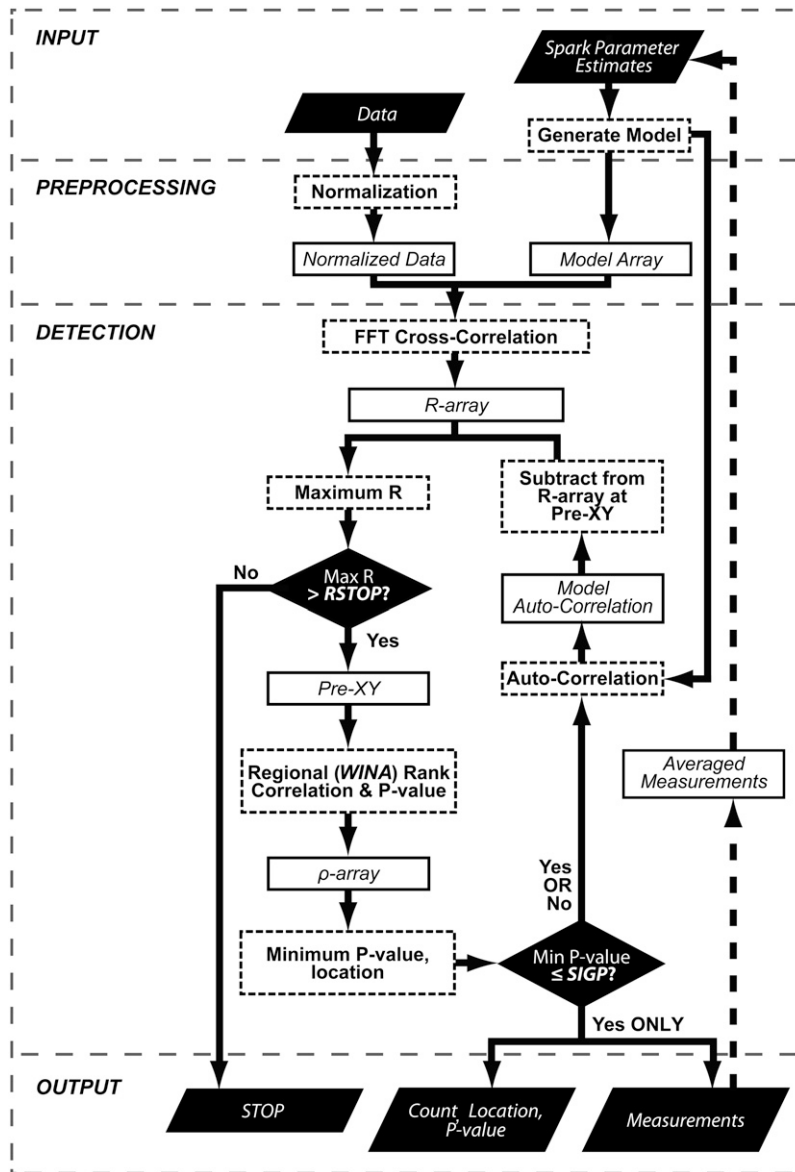 INPUT
Spark Parameter
Estimates
Data
Generate Model
PREPROCESSING
Normalization
Normalized Data
Model Array
DETECTION
FFT Cross-Correlation
R-array
Maximum R
Subtract from
R-array at
Pre-XY
No
Max R
> RSTOP?
Model
Auto-Correlation
Yes
Pre-XY
Auto-Correlation
Regional (WINA) Rank
Correlation & P-value
Averaged
Measurements
ρ-array
Yes
OR
No
Minimum P-value,
location
Min P-value
≤ SIGP?
Yes ONLY
OUTPUT
STOP
Count, Location,
P-value
Measurements